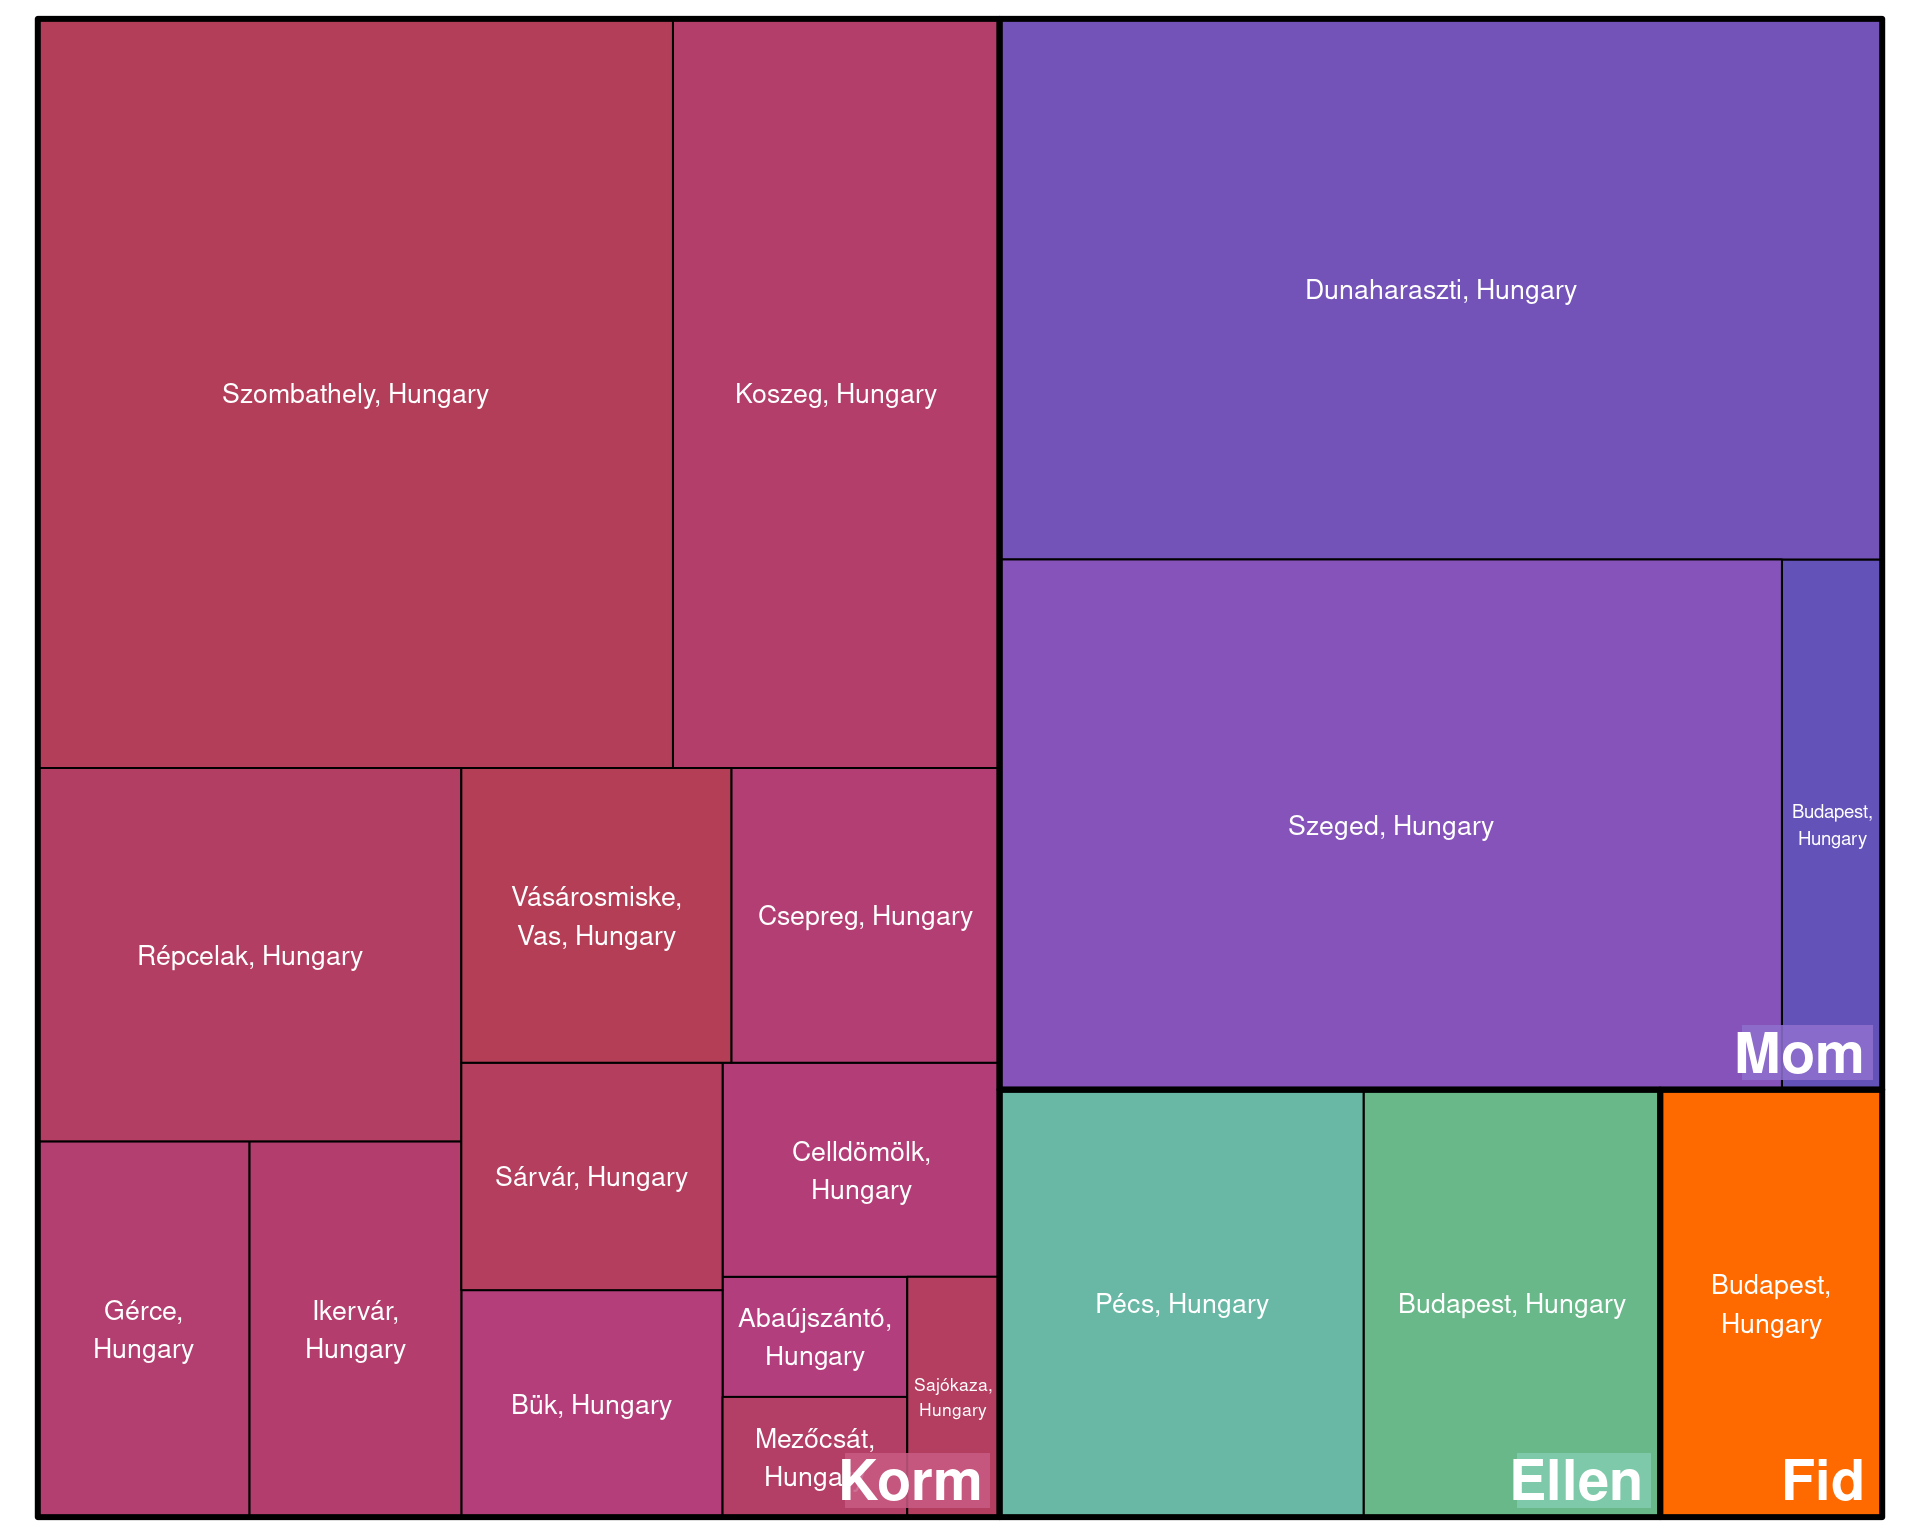 Szombathely, Hungary
Koszeg, Hungary
Dunaharaszti, Hungary
Szeged, Hungary
Budapest,
Hungary
Mom
Répcelak, Hungary
Vásárosmiske,
Vas, Hungary
Csepreg, Hungary
Sárvár, Hungary
Celldömölk,
Hungary
Gérce,
Hungary
Ikervár,
Hungary
Bük, Hungary
Abaújszántó,
Hungary
Sajókaza,
Hungary
Mezőcsát,
Korm
Pécs, Hungary
Budapest, Hungary
Ellen
Budapest,
Hungary
Fid